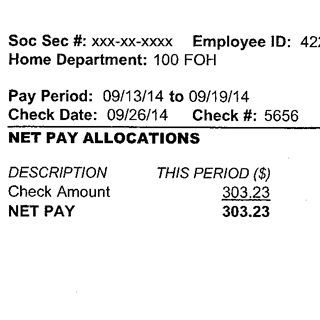 Soc Sec #: xxx-xx-xxxx Employee ID: 422
Home Department: 100 FOH
Pay Period: 09/13/14 to 09/19/14
Check Date: 09/26/14 Check #: 5656
NET PAY ALLOCATIONS
DESCRIPTION THIS PERIOD ($)
Check Amount 303.23
NET PAY 303.23